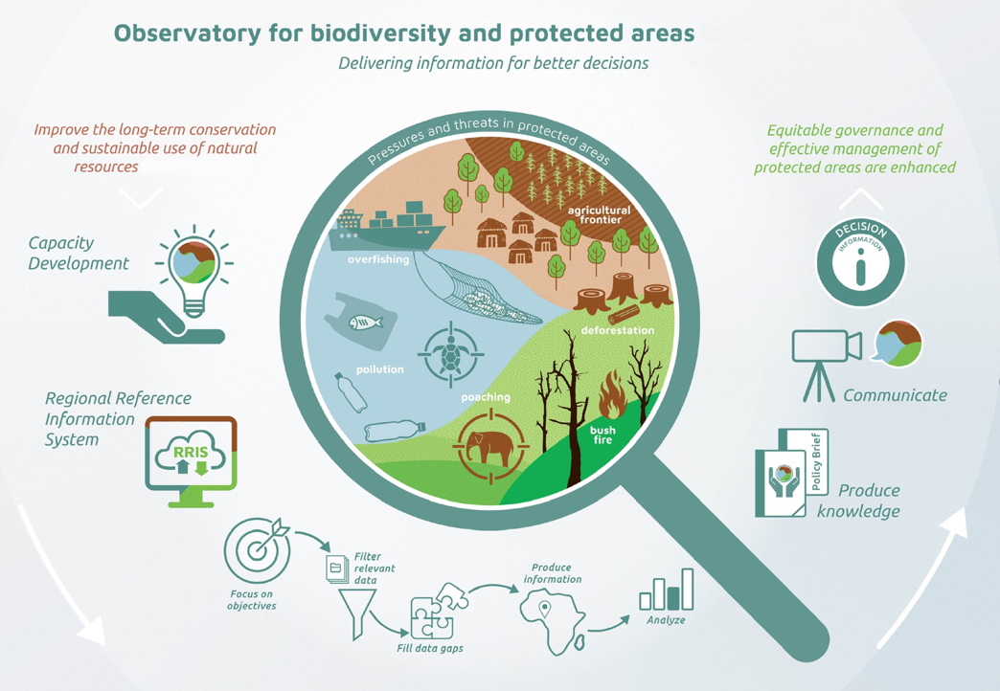 Observatory for biodiversity and protected areas
Delivering information for better decisions
Improve the long-term conservation
and sustainable use of natural
resources
Capacity
Development
Regional Reference
Information
System
RRIS
Pressures and threats in protected areas
agricultural
frontier
overfishing
deforestation
pollution
poaching
bush
fire
Focus on
objectives
Filter
relevant
data
Fill data gaps
Produce
information
Analyze
Equitable governance and
effective management of
protected areas are enhanced
DECISION
INFORMATION
i
Communicate
Policy Brief
Produce
knowledge